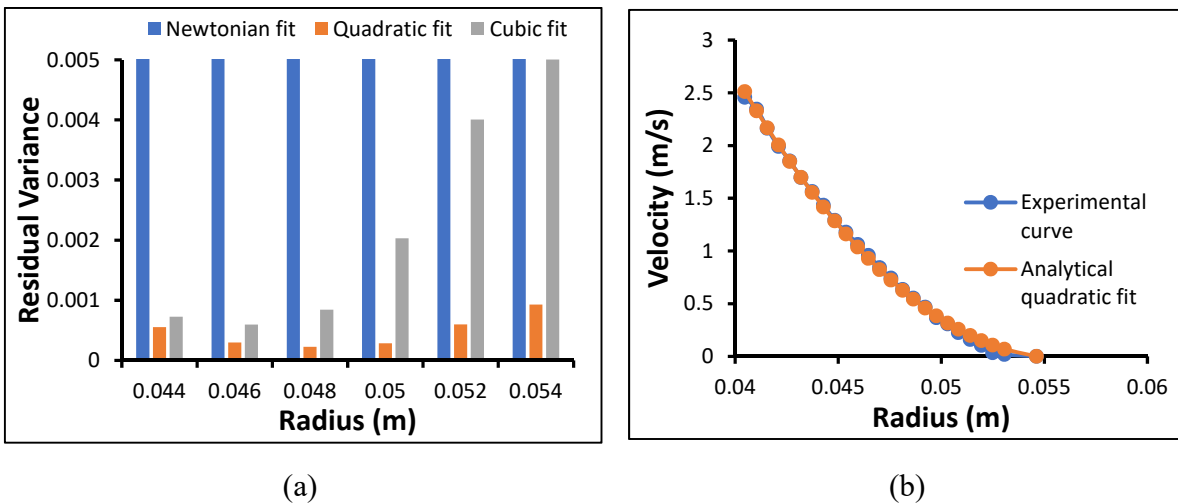 Newtonian fit Quadratic fit Cubic fit
0.005
0.004
0.003
0.002
0.001
0
Residual Variance
0.044 0.046 0.048 0.05 0.052 0.054
Radius (m)
(a)
3
2.5
2
1.5
1
0.5
0
Velocity (m/s)
Experimental
curve
Analytical
quadratic fit
0.04 0.045 0.05 0.055 0.06
Radius (m)
(b)